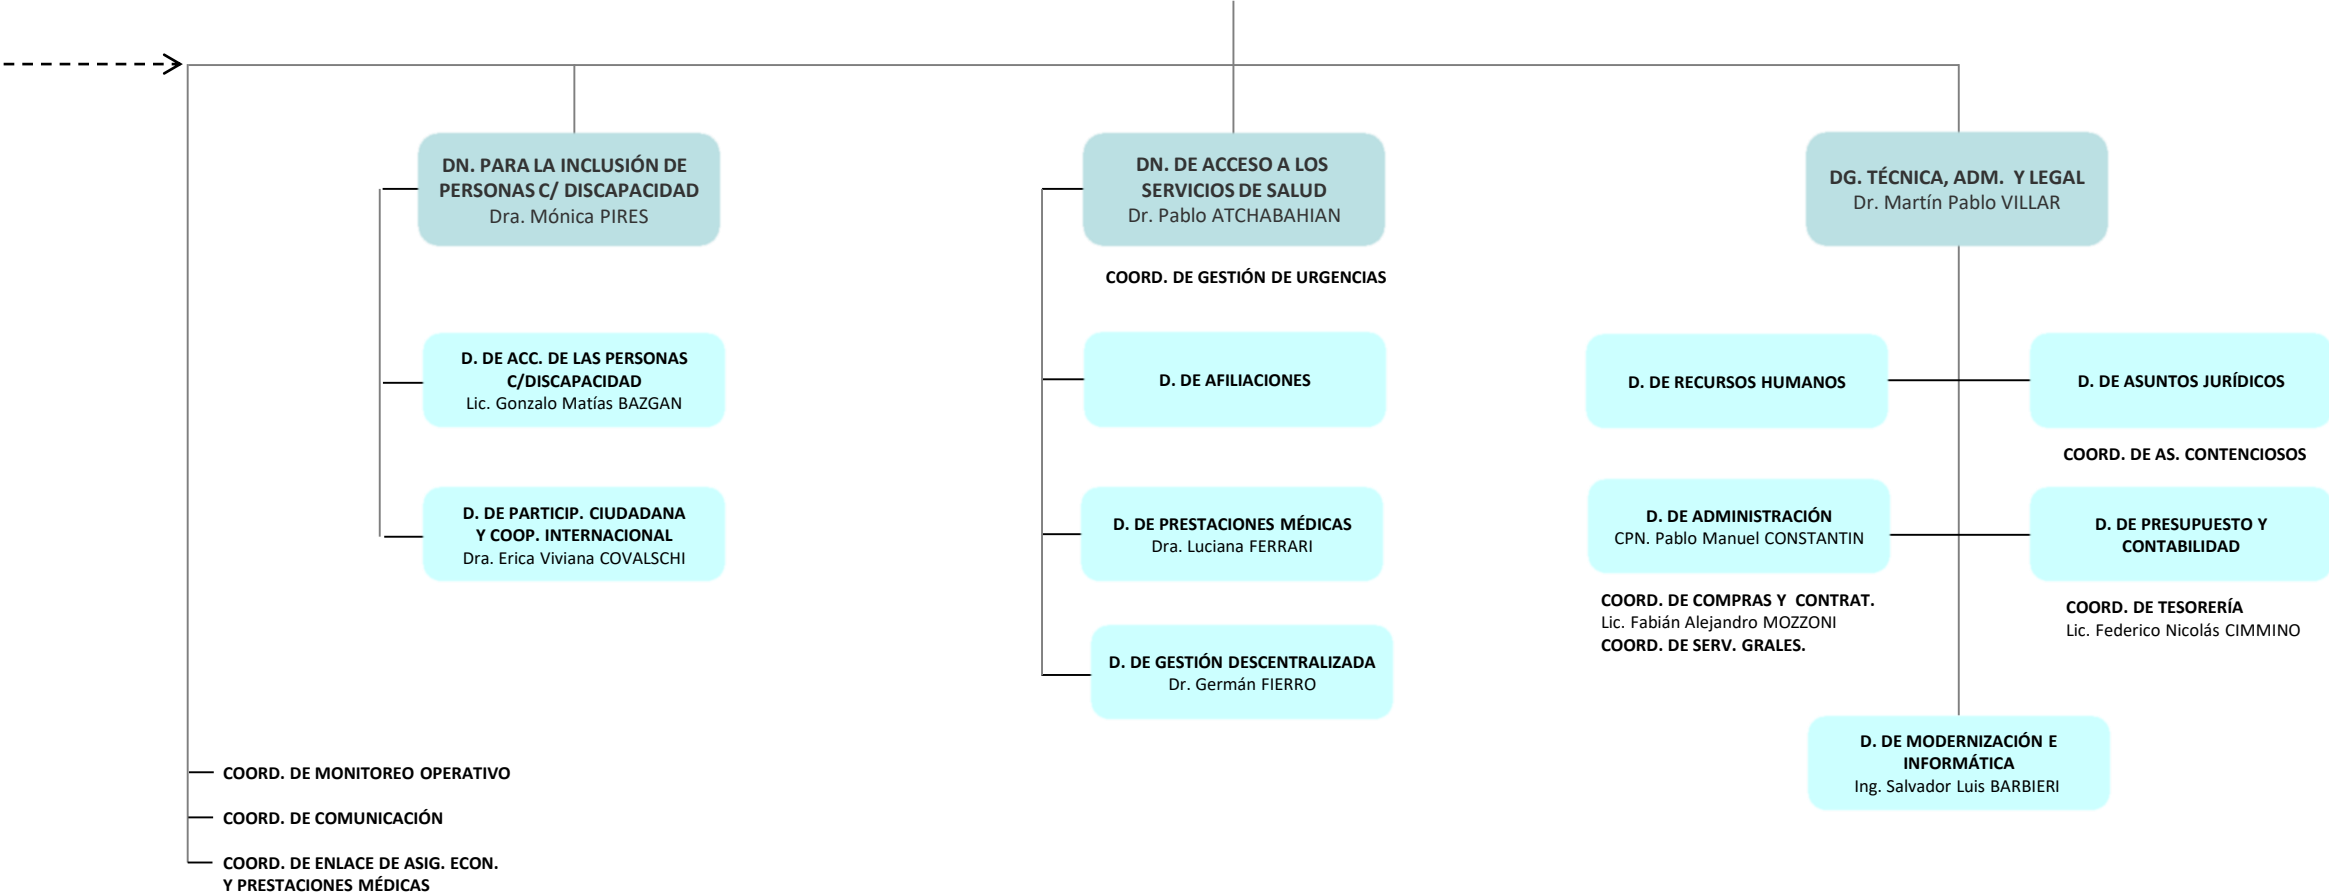 DN. PARA LA INCLUSIÓN DE
PERSONAS C/ DISCAPACIDAD
Dra. Mónica PIRES
DN. DE ACCESO A LOS
SERVICIOS DE SALUD
Dr. Pablo ATCHABAHIAN
DG. TÉCNICA, ADM. Y LEGAL
Dr. Martín Pablo VILLAR
COORD. DE GESTIÓN DE URGENCIAS
D. DE ACC. DE LAS PERSONAS
C/DISCAPACIDAD
Lic. Gonzalo Matías BAZGAN
D. DE AFILIACIONES
D. DE RECURSOS HUMANOS
D. DE ASUNTOS JURÍDICOS
COORD. DE AS. CONTENCIOSOS
D. DE PARTICIP. CIUDADANA
Y COOP. INTERNACIONAL
Dra. Erica Viviana COVALSCHI
D. DE PRESTACIONES MÉDICAS
Dra. Luciana FERRARI
D. DE ADMINISTRACIÓN
CPN. Pablo Manuel CONSTANTIN
D. DE PRESUPUESTO Y
CONTABILIDAD
COORD. DE COMPRAS Y CONTRAT.
Lic. Fabián Alejandro MOZZONI
COORD. DE SERV. GRALES.
COORD. DE TESORERÍA
Lic. Federico Nicolás CIMMINO
D. DE GESTIÓN DESCENTRALIZADA
Dr. Germán FIERRO
D. DE MODERNIZACIÓN E
INFORMÁTICA
Ing. Salvador Luis BARBIERI
COORD. DE MONITOREO OPERATIVO
COORD. DE COMUNICACIÓN
COORD. DE ENLACE DE ASIG. ECON.
Y PRESTACIONES MÉDICAS